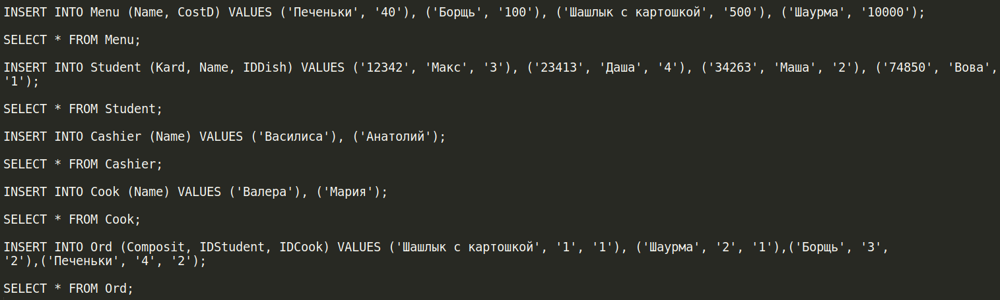 INSERT INTO Menu (Name, CostD) VALUES ('Печеньки', '40'), ('Борщь', '100'), ('Шашлык с картошкой', '500'), ('Шаурма', '10000');
SELECT * FROM Menu;
INSERT INTO Student (Kard, Name, IDDish) VALUES ('12342', 'Макс', '3'), ('23413', 'Даша', '4'), ('34263', 'Маша', '2'), ('74850', 'Вова',
'1');
SELECT * FROM Student;
INSERT INTO Cashier (Name) VALUES ('Василиса'), ('Анатолий');
SELECT * FROM Cashier;
INSERT INTO Cook (Name) VALUES ('Валера'), ('Мария');
SELECT * FROM Cook;
INSERT INTO Ord (Composit, IDStudent, IDCook) VALUES ('Шашлык с картошкой', '1', '1'), ('Шаурма', '2', '1'),('Борщь', '3',
'2'),('Печеньки', '4', '2');
SELECT * FROM Ord;